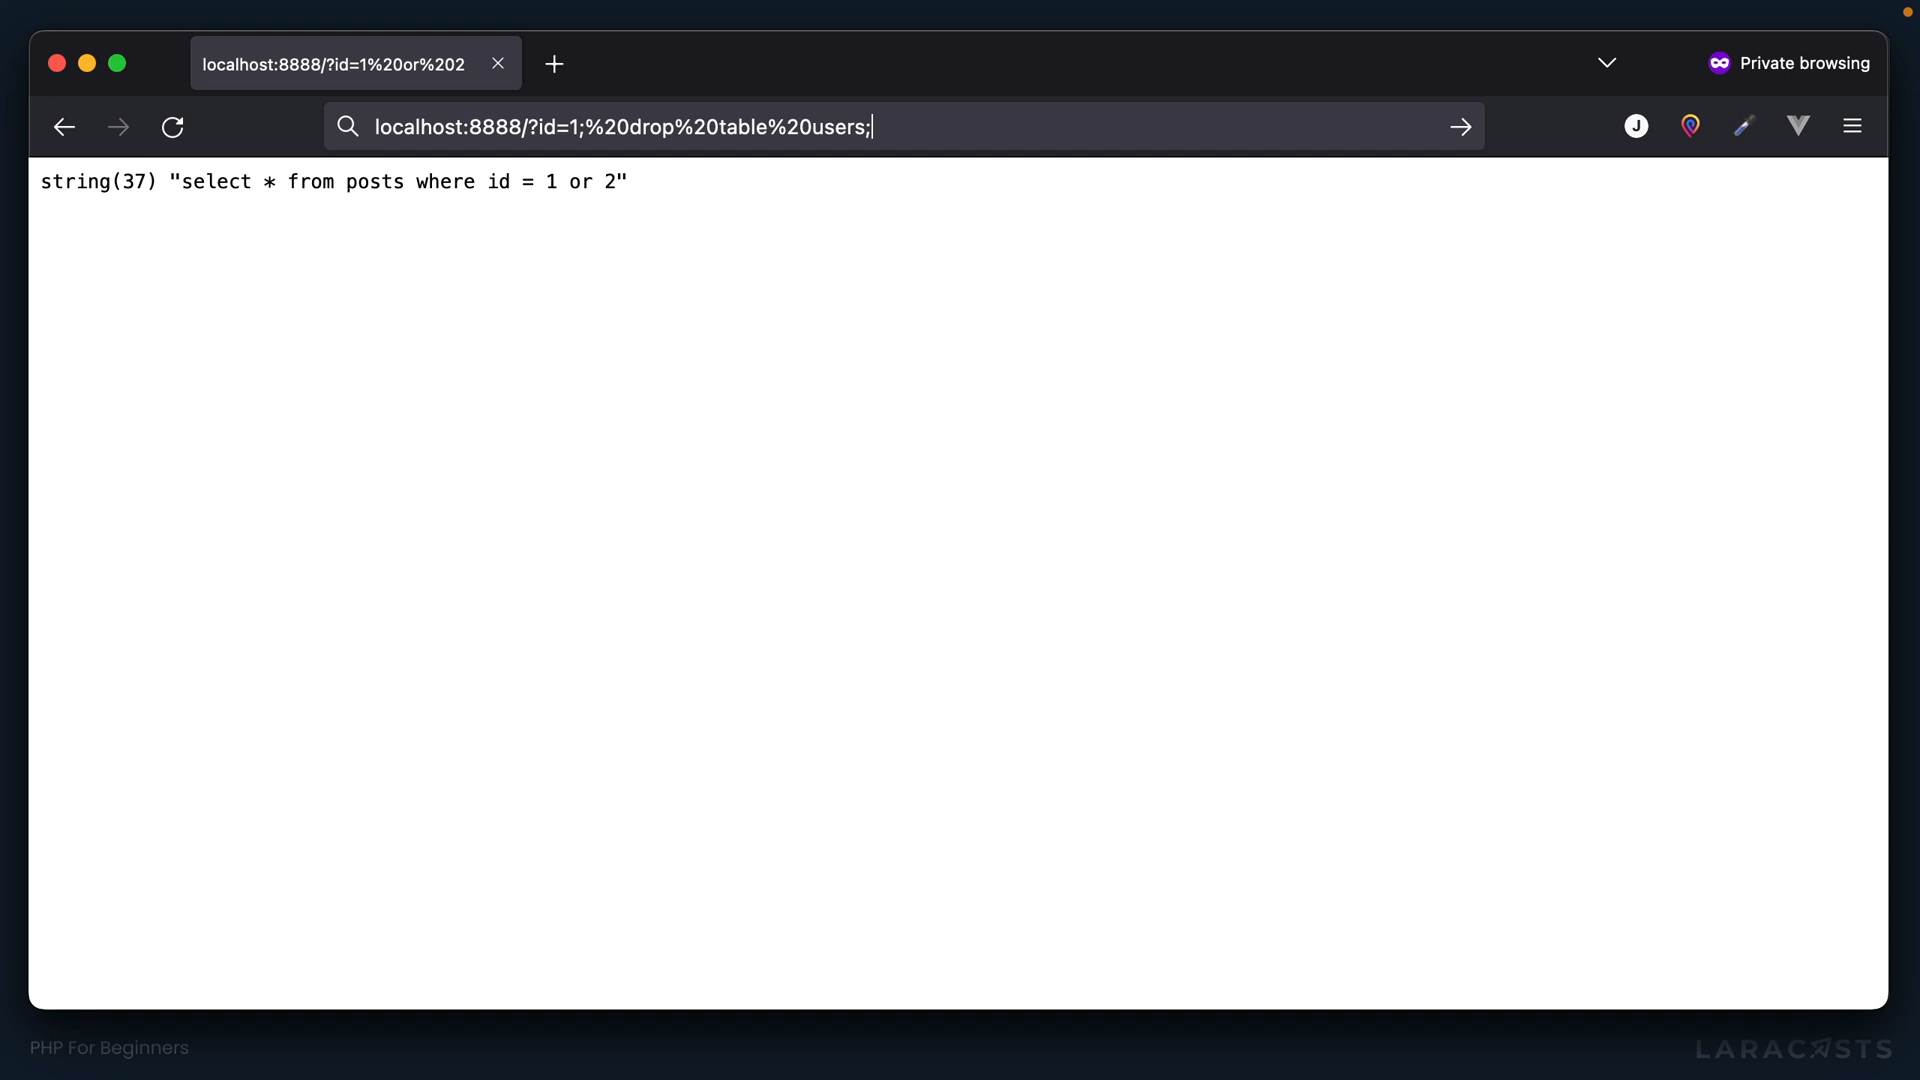 localhost:8888/?id=1%20or%202
Private browsing
localhost:8888/?id=1;%20drop%20table%20users;
J
string(37) "select * from posts where id = 1 or 2"
PHP For Beginners
LARACASTS